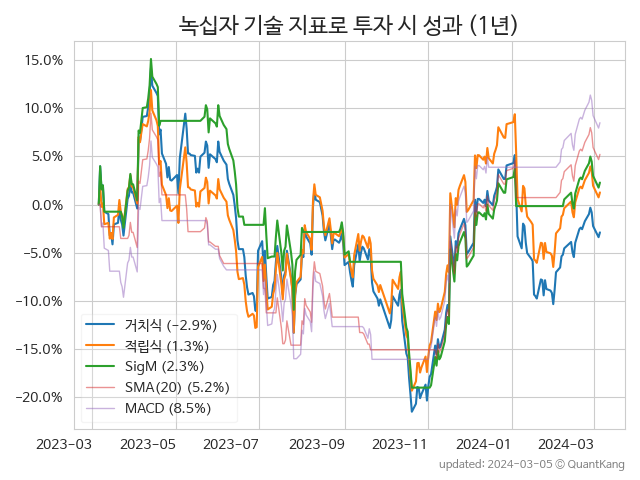 녹십자 기술 지표로 투자 시 성과 (1년)
15.0%
10.0%
5.0%
0.0%
−5.0%
−10.0%
−15.0%
−20.0%
거치식 (−2.9%)
적립식 (1.3%)
SigM (2.3%)
SMA(20) (5.2%)
MACD (8.5%)
2023−03 2023−05 2023−07 2023−09 2023−11 2024−01 2024−03
updated: 2024−03−05 ⓒ QuantKang